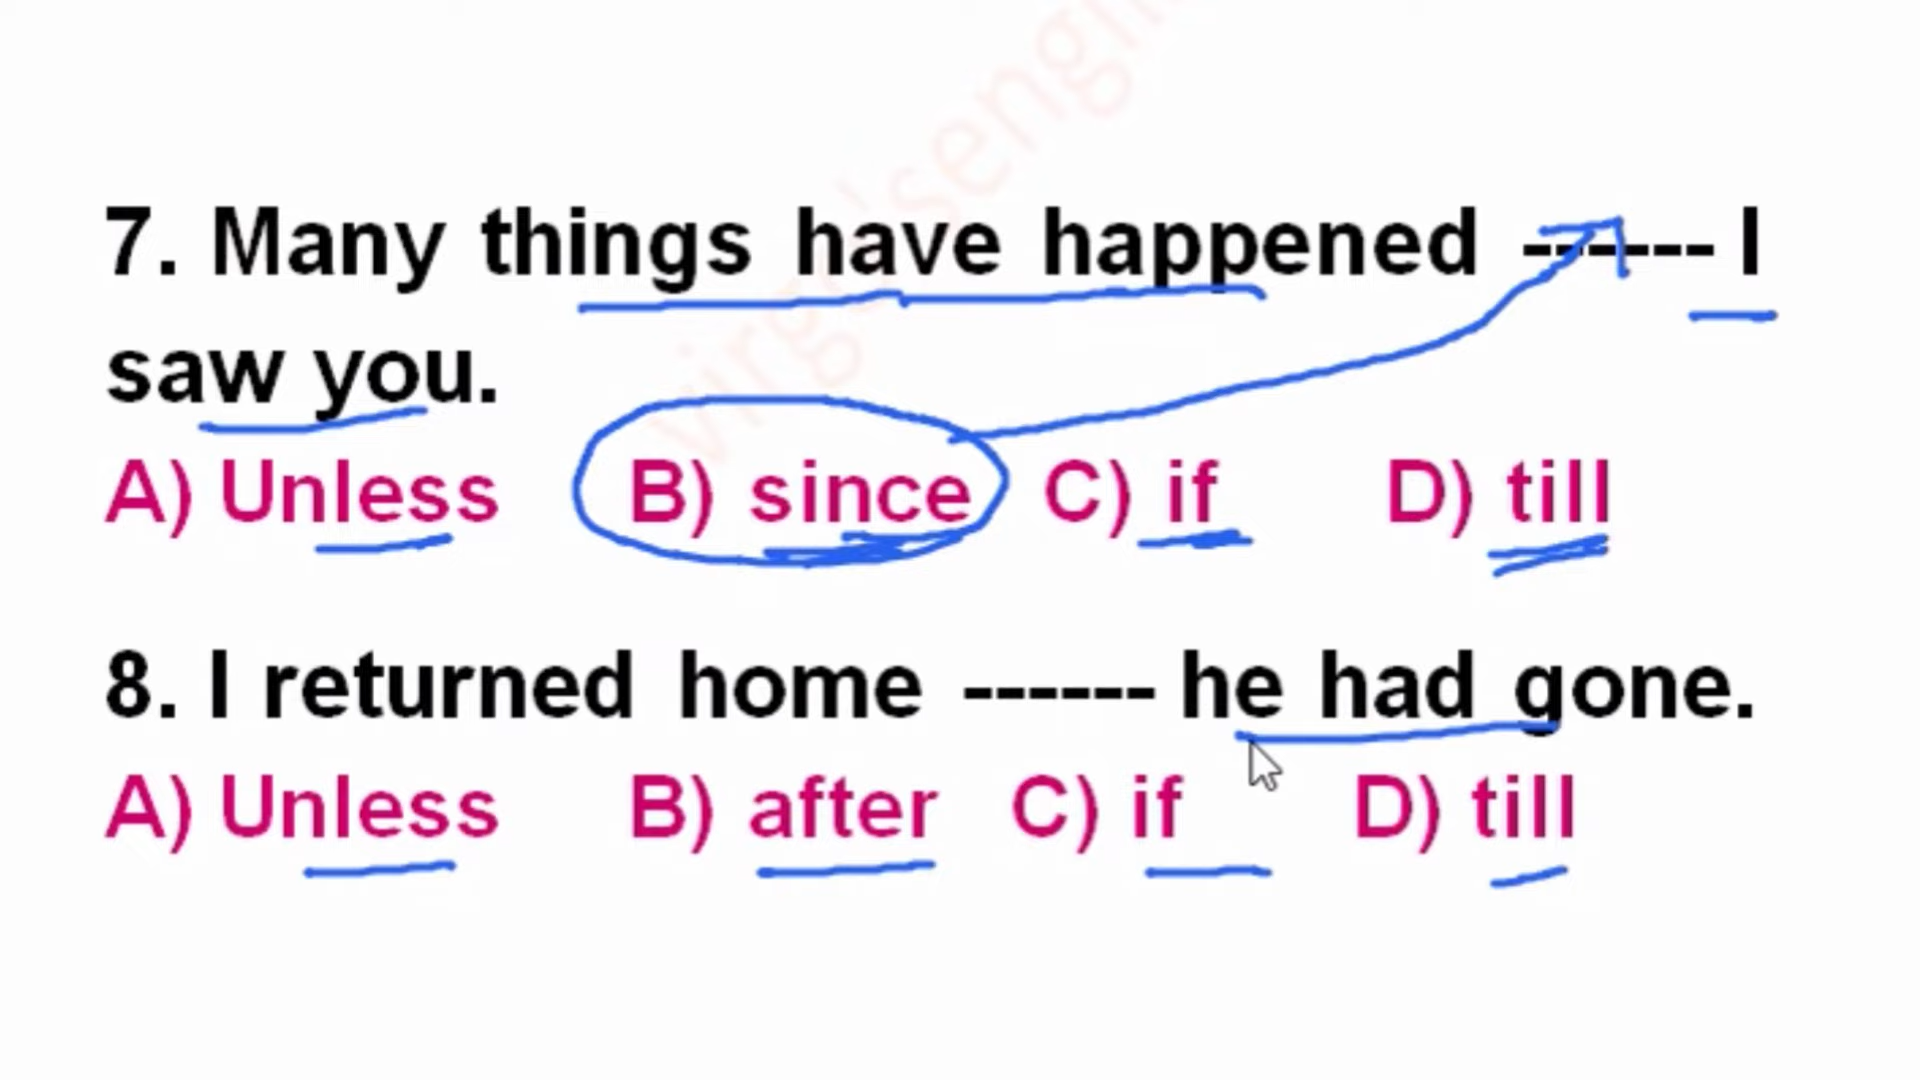 7. Many things have happened ------ I
saw you.
A) Unless B) since C) if D) till
8. I returned home ------ he had gone.
A) Unless B) after C) if D) till